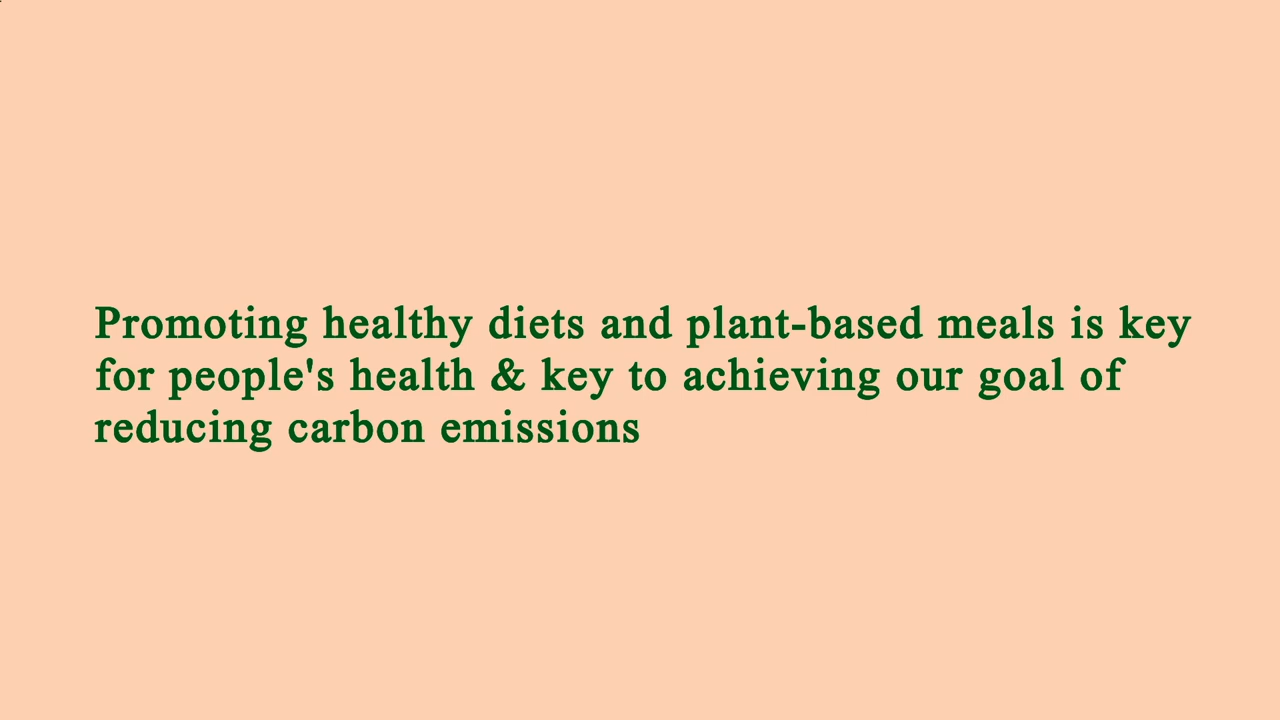 Promoting healthy diets and plant-based meals is key
for people's health & key to achieving our goal of
reducing carbon emissions